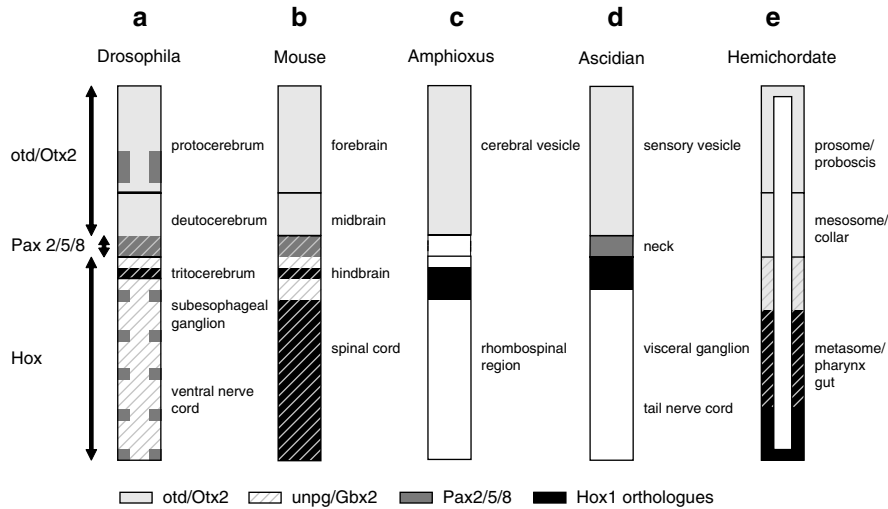 a
b
c
d
e
Drosophila
Mouse
Amphioxus
Ascidian
Hemichordate
otd/Otx2
Pax 2/5/8
Hox
protocerebrum
deutocerebrum
tritocerebrum
subesophageal
ganglion
ventral nerve
cord
forebrain
midbrain
hindbrain
spinal cord
cerebral vesicle
rhombospinal
region
sensory vesicle
neck
visceral ganglion
tail nerve cord
prosome/
proboscis
mesosome/
collar
metasome/
pharynx
gut
otd/Otx2
unpg/Gbx2
Pax2/5/8
Hox1 orthologues